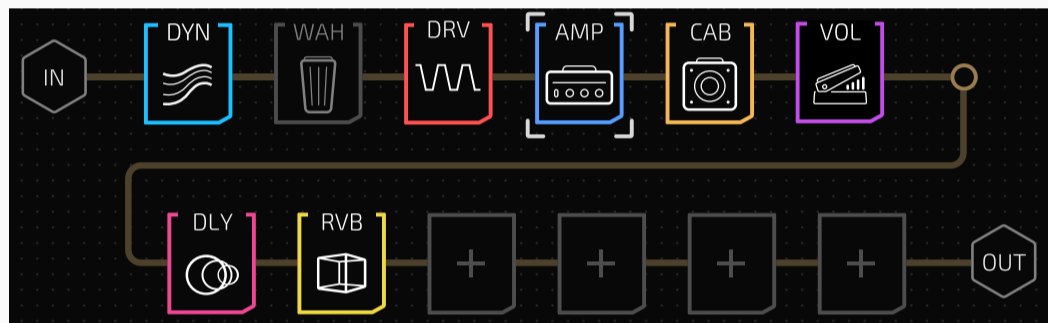 IN
DYN
WAH
DRV
AMP
CAB
VOL
DLY
RVB
OUT